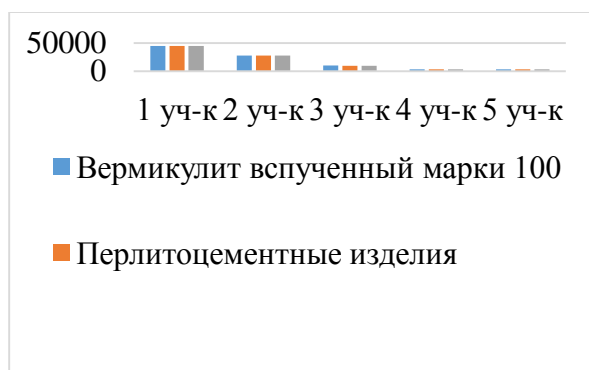 50000
0
1 уч-к 2 уч-к 3 уч-к 4 уч-к 5 уч-к
Вермикулит вспученный марки 100
Перлитоцементные изделия